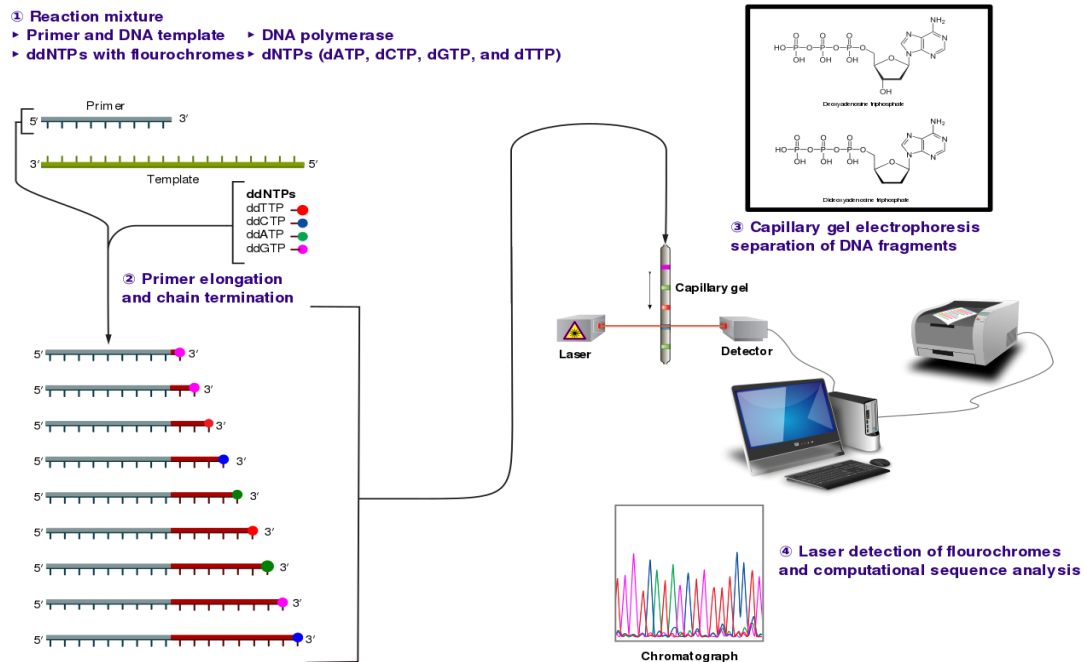 ① Reaction mixture
▸ Primer and DNA template ▸ DNA polymerase
▸ ddNTPs with flourochromes ▸ dNTPs (dATP, dCTP, dGTP, and dTTP)
Primer
5′ 3′
3′ 5′
Template
ddNTPs
ddTTP
ddCTP
ddATP
ddGTP
② Primer elongation
and chain termination
5′ 3′
5′ 3′
5′ 3′
5′ 3′
5′ 3′
5′ 3′
5′ 3′
5′ 3′
5′ 3′
NH₂
O O O
HO P O P O P O
OH OH OH
O
N N
N N
OH
Deoxyadenosine triphosphate
NH₂
O O O
HO P O P O P O
OH OH OH
O
N N
N N
Dideoxyadenosine triphosphate
③ Capillary gel electrophoresis
separation of DNA fragments
Capillary gel
Laser
Detector
④ Laser detection of flourochromes
and computational sequence analysis
Chromatograph